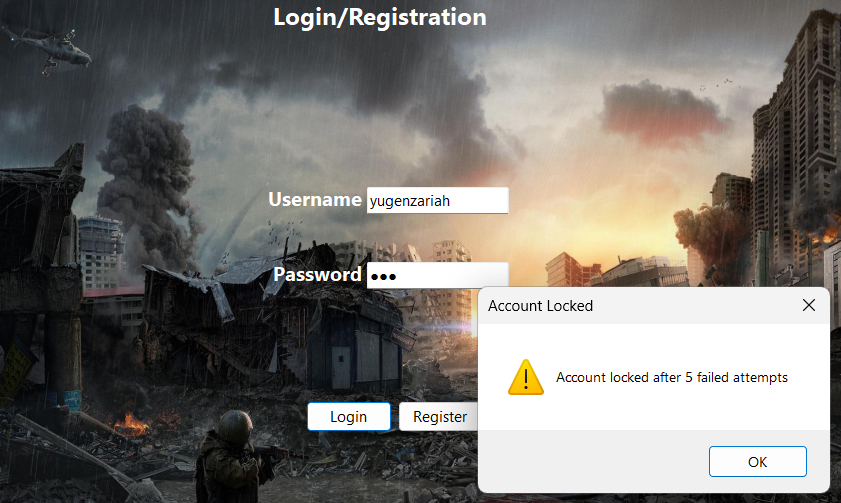 Login/Registration
Username yugenzariah
Password ●●●
Account Locked
Account locked after 5 failed attempts
Login Register
OK